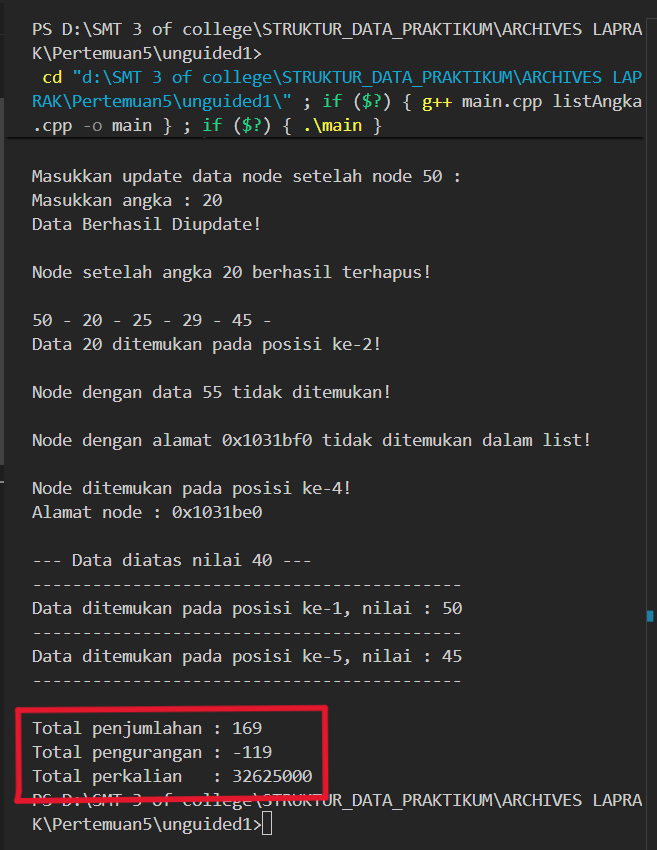 PS D:\SMT 3 of college\STRUKTUR_DATA_PRAKTIKUM\ARCHIVES LAPRA
K\Pertemuan5\unguided1>
 cd "d:\SMT 3 of college\STRUKTUR_DATA_PRAKTIKUM\ARCHIVES LAP
RAK\Pertemuan5\unguided1\" ; if ($?) { g++ main.cpp listAngka
.cpp -o main } ; if ($?) { .\main }
Masukkan update data node setelah node 50 :
Masukkan angka : 20
Data Berhasil Diupdate!
Node setelah angka 20 berhasil terhapus!
50 - 20 - 25 - 29 - 45 -
Data 20 ditemukan pada posisi ke-2!
Node dengan data 55 tidak ditemukan!
Node dengan alamat 0x1031bf0 tidak ditemukan dalam list!
Node ditemukan pada posisi ke-4!
Alamat node : 0x1031be0
--- Data diatas nilai 40 ---
-------------------------------------------
Data ditemukan pada posisi ke-1, nilai : 50
-------------------------------------------
Data ditemukan pada posisi ke-5, nilai : 45
-------------------------------------------
Total penjumlahan : 169
Total pengurangan : -119
Total perkalian   : 32625000
PS D:\SMT 3 of college\STRUKTUR_DATA_PRAKTIKUM\ARCHIVES LAPRA
K\Pertemuan5\unguided1>